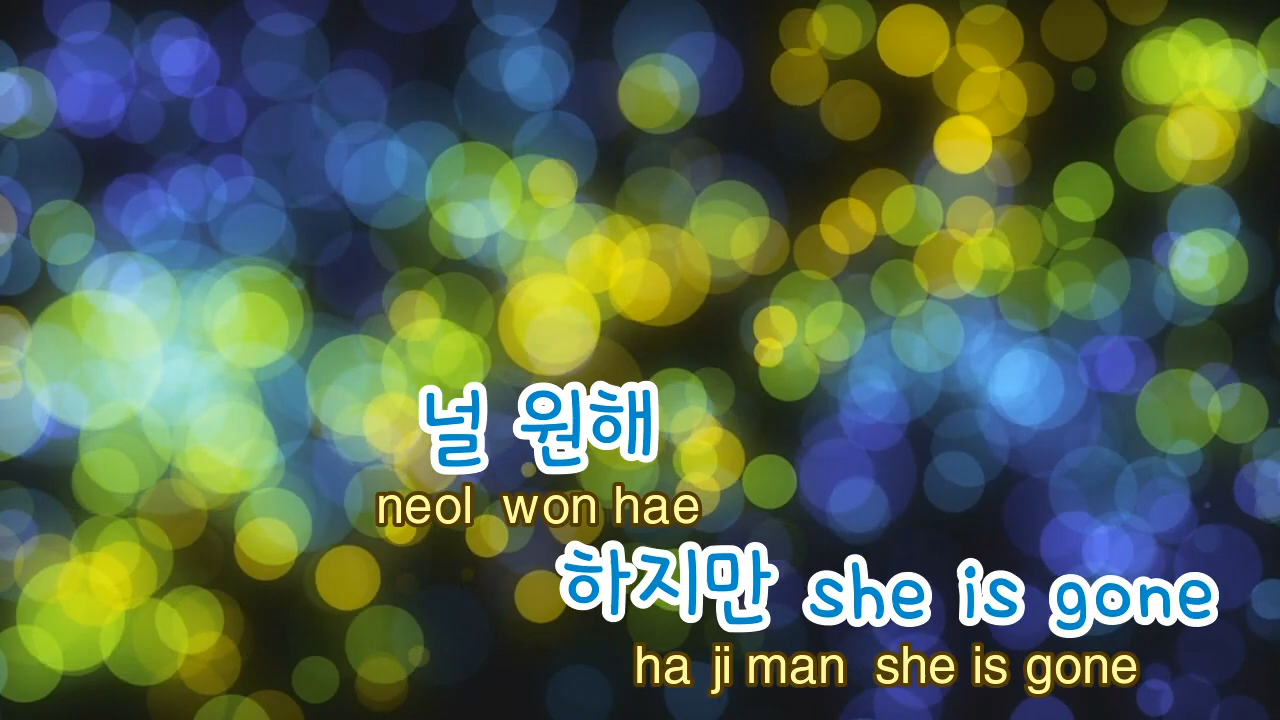 널 원해
neol won hae
하지만 she is gone
ha ji man she is gone